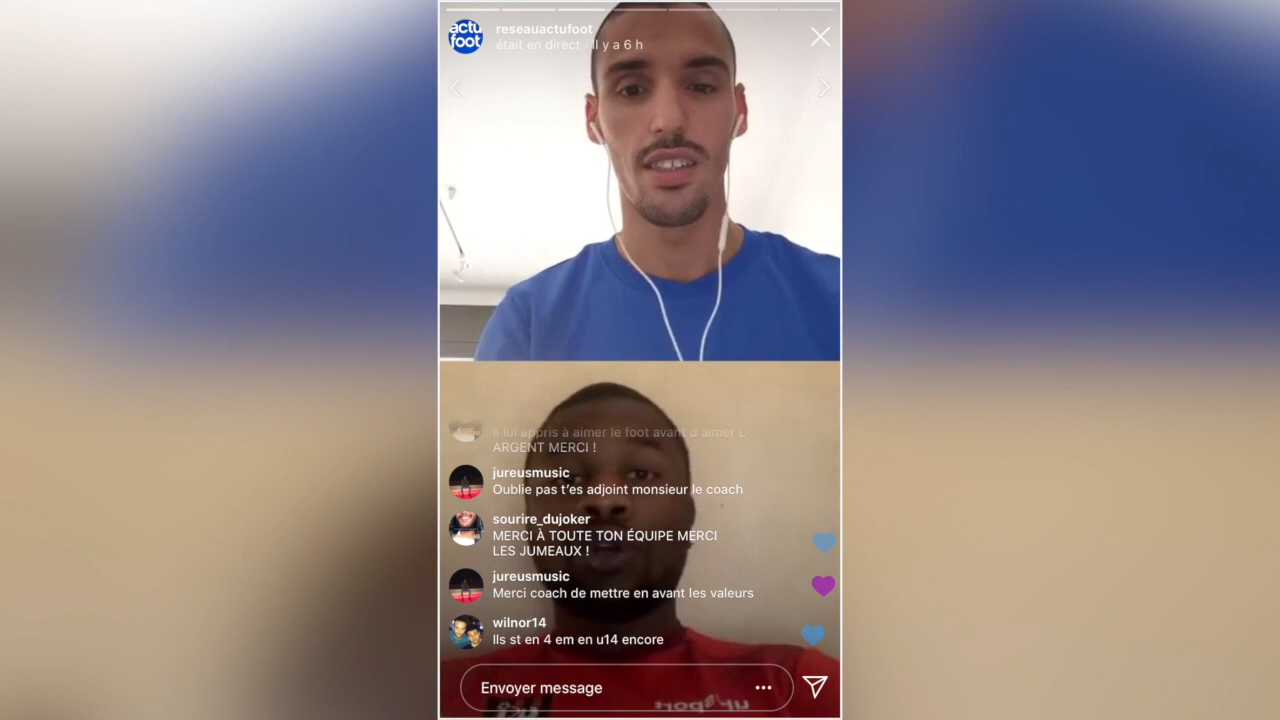 actu
foot
reseauactufoot
était en direct · Il y a 6 h
Il lui appris à aimer le foot avant d aimer L
ARGENT MERCI !
jureusmusic
Oublie pas t’es adjoint monsieur le coach
sourire_dujoker
MERCI À TOUTE TON ÉQUIPE MERCI
LES JUMEAUX !
jureusmusic
Merci coach de mettre en avant les valeurs
wilnor14
Ils st en 4 em en u14 encore
Envoyer message
uhlsport